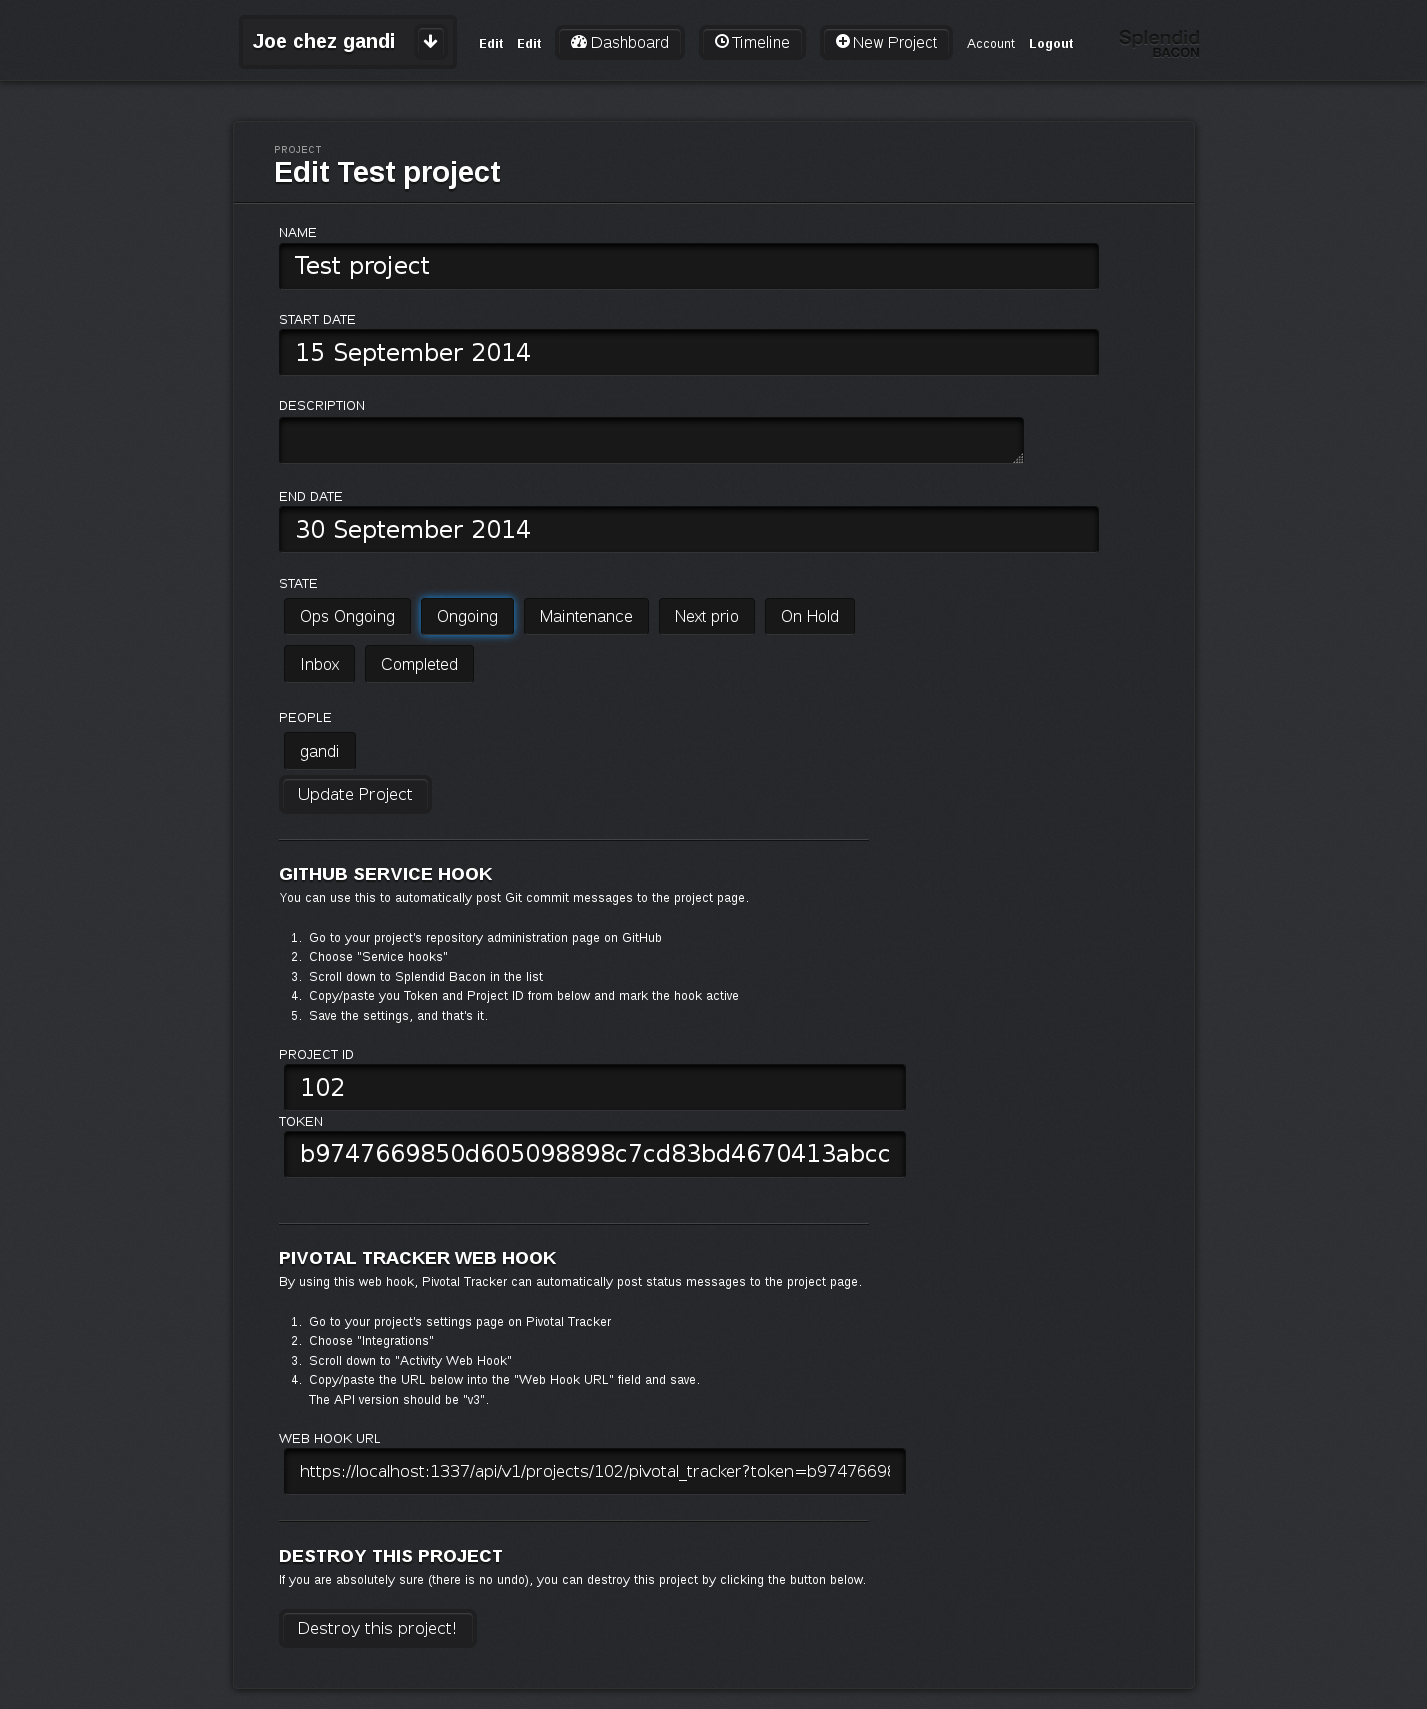 Joe chez gandi Edit Edit Dashboard Timeline New Project Account Logout Splendid
BACON
PROJECT
Edit Test project
NAME
Test project
START DATE
15 September 2014
DESCRIPTION
END DATE
30 September 2014
STATE
Ops Ongoing Ongoing Maintenance Next prio On Hold
Inbox Completed
PEOPLE
gandi
Update Project
GITHUB SERVICE HOOK
You can use this to automatically post Git commit messages to the project page.
1. Go to your project's repository administration page on GitHub
2. Choose "Service hooks"
3. Scroll down to Splendid Bacon in the list
4. Copy/paste you Token and Project ID from below and mark the hook active
5. Save the settings, and that's it.
PROJECT ID
102
TOKEN
b9747669850d605098898c7cd83bd4670413abcc
PIVOTAL TRACKER WEB HOOK
By using this web hook, Pivotal Tracker can automatically post status messages to the project page.
1. Go to your project's settings page on Pivotal Tracker
2. Choose "Integrations"
3. Scroll down to "Activity Web Hook"
4. Copy/paste the URL below into the "Web Hook URL" field and save.
The API version should be "v3".
WEB HOOK URL
https://localhost:1337/api/v1/projects/102/pivotal_tracker?token=b97476698
DESTROY THIS PROJECT
If you are absolutely sure (there is no undo), you can destroy this project by clicking the button below.
Destroy this project!